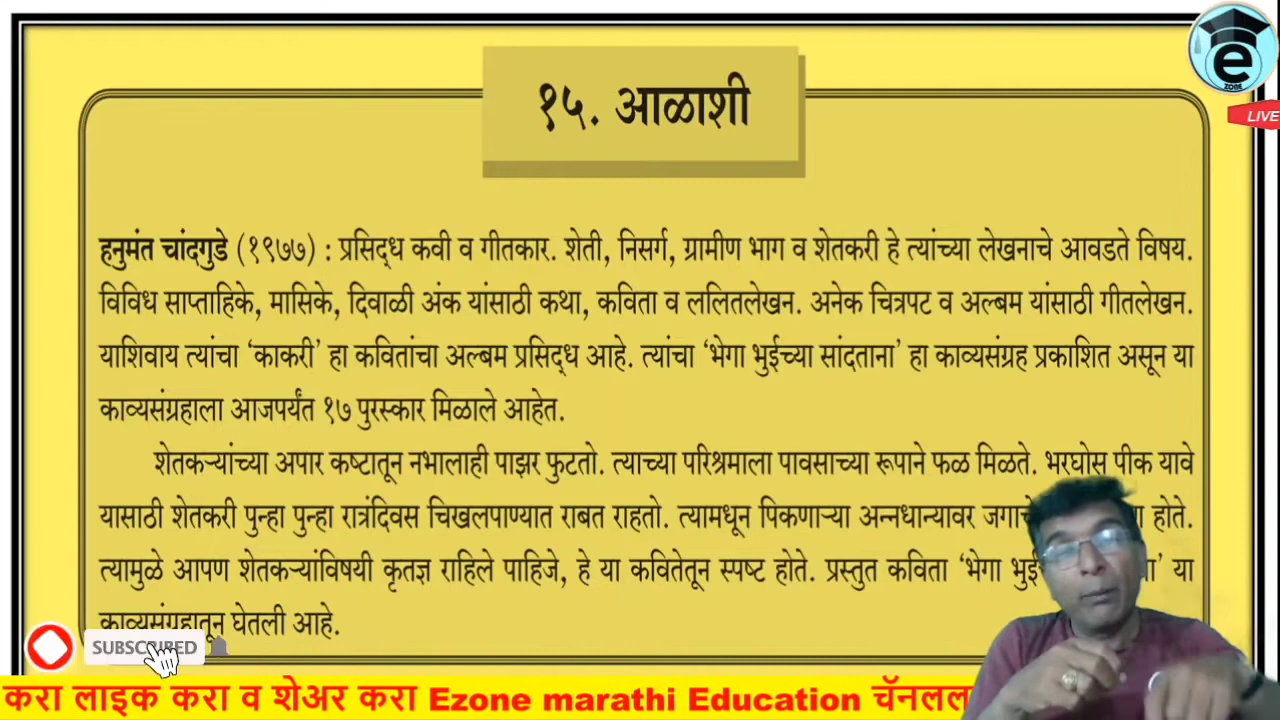 e
ZONE
LIVE
१५. आळाशी
हनुमंत चांदगुडे (१९७७) : प्रसिद्ध कवी व गीतकार. शेती, निसर्ग, ग्रामीण भाग व शेतकरी हे त्यांच्या लेखनाचे आवडते विषय.
विविध साप्ताहिके, मासिके, दिवाळी अंक यांसाठी कथा, कविता व ललितलेखन. अनेक चित्रपट व अल्बम यांसाठी गीतलेखन.
याशिवाय त्यांचा ‘काकरी’ हा कवितांचा अल्बम प्रसिद्ध आहे. त्यांचा ‘भेगा भुईच्या सांदताना’ हा काव्यसंग्रह प्रकाशित असून या
काव्यसंग्रहाला आजपर्यंत १७ पुरस्कार मिळाले आहेत.
शेतकऱ्यांच्या अपार कष्टातून नभालाही पाझर फुटतो. त्याच्या परिश्रमाला पावसाच्या रूपाने फळ मिळते. भरघोस पीक यावे
यासाठी शेतकरी पुन्हा पुन्हा रात्रंदिवस चिखलपाण्यात राबत राहतो. त्यामधून पिकणाऱ्या अन्नधान्यावर होते.
त्यामुळे आपण शेतकऱ्यांविषयी कृतज्ञ राहिले पाहिजे, हे या कवितेतून स्पष्ट होते. प्रस्तुत कविता ‘भेगा या
काव्यसंग्रहातून घेतली आहे.
SUBSCRIBED
करा लाइक करा व शेअर करा Ezone marathi Education